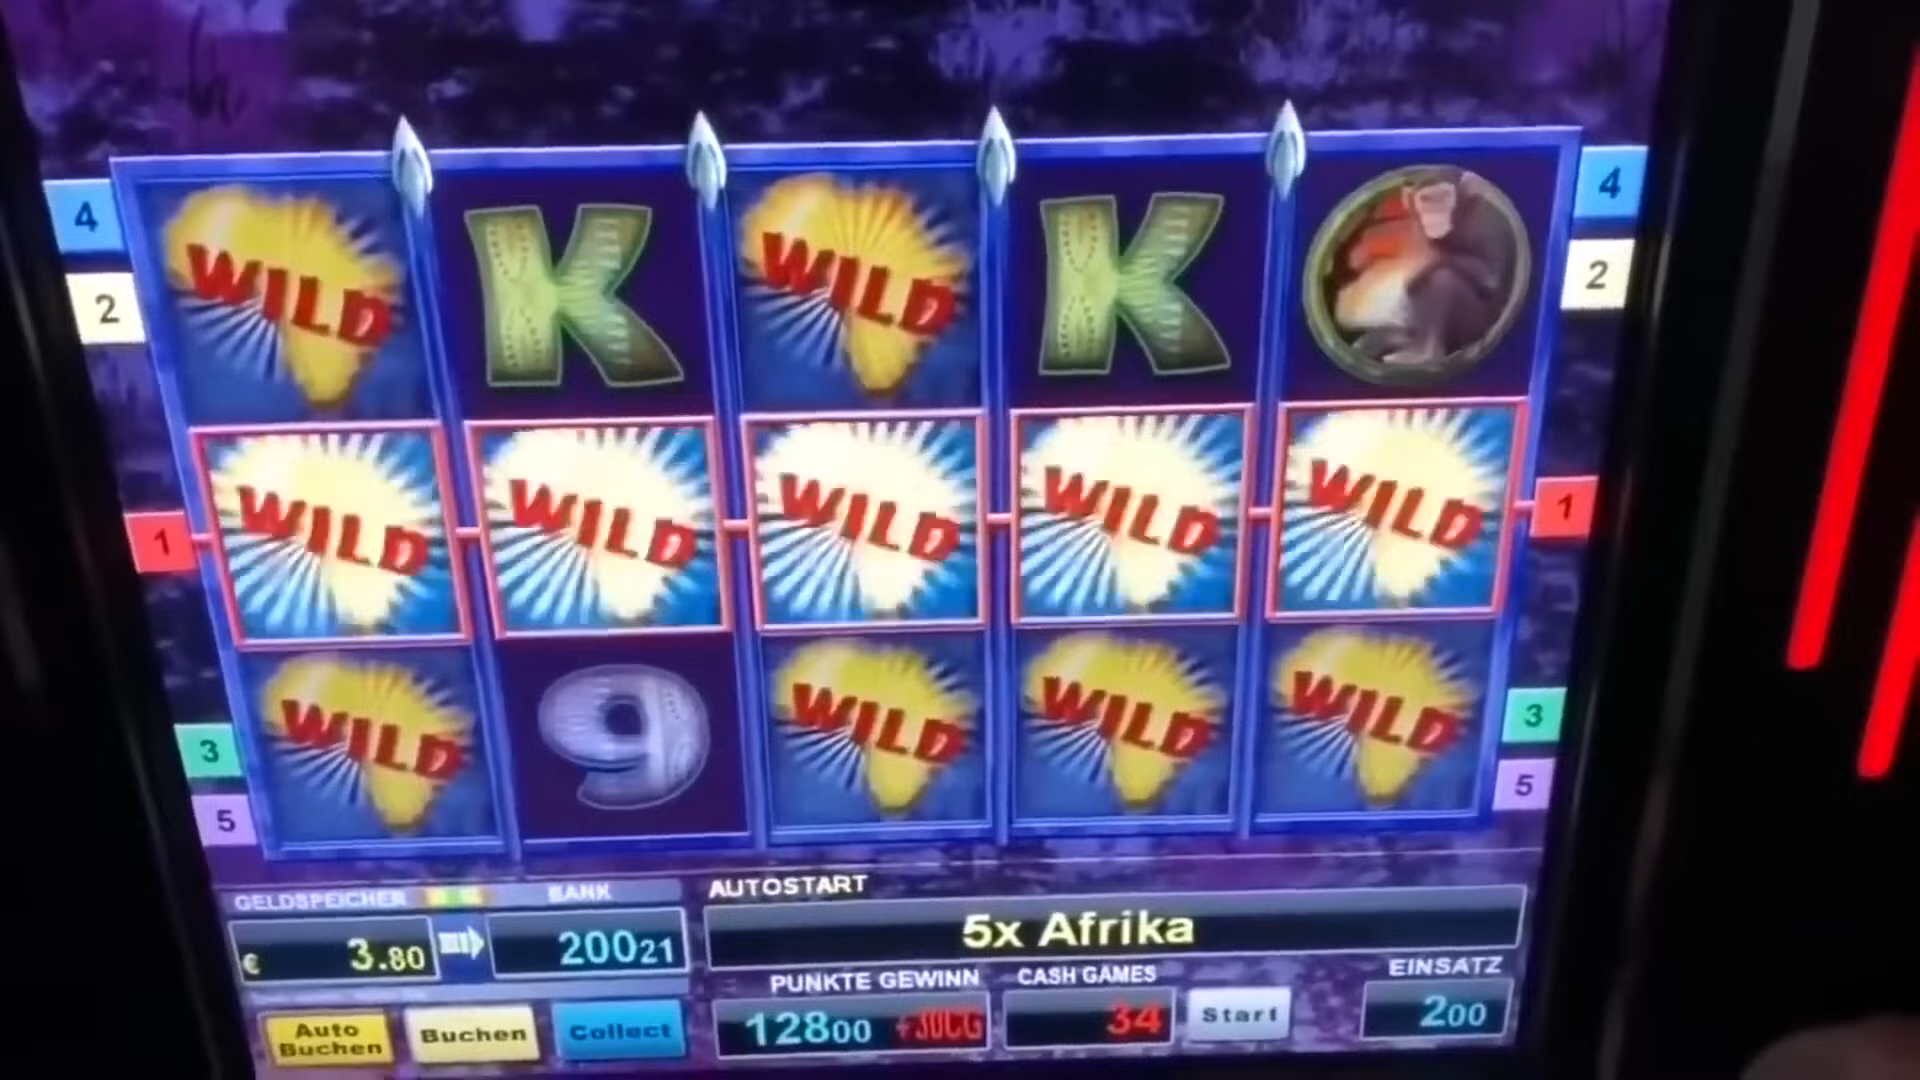 4 4
2 2
WILD K WILD K
1 WILD WILD WILD WILD WILD 1
WILD 9 WILD WILD WILD
3 3
5 5
GELDSPEICHER BANK AUTOSTART
€ 3.80 20021 5x Afrika
PUNKTE GEWINN CASH GAMES EINSATZ
Auto Buchen Buchen Collect 12800 34 Start 200